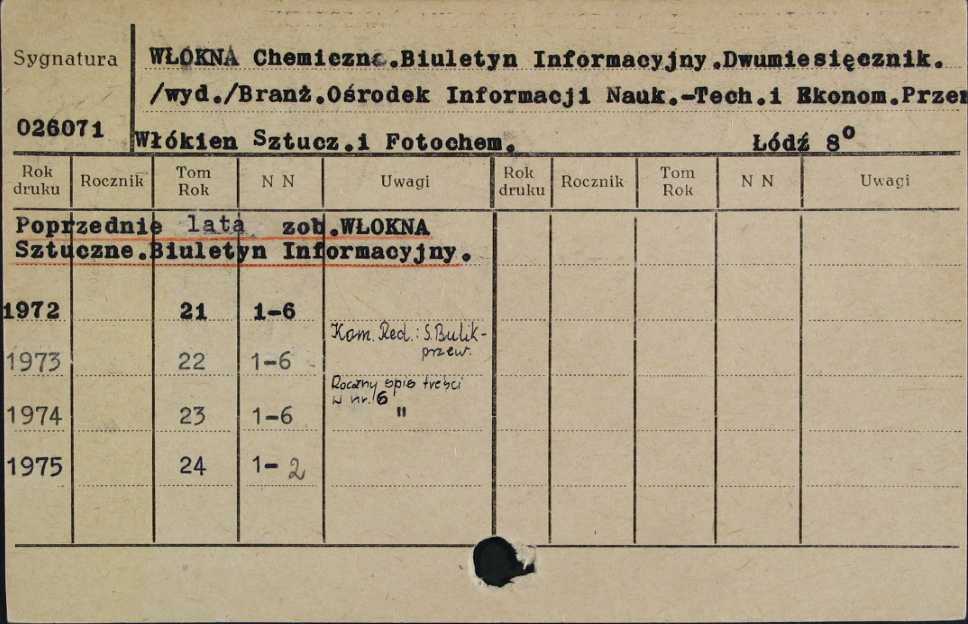 Sygnatura
026071
WŁÓKNA Chemiczne.Biuletyn Informacyjny.Dwumiesięcznik.
/wyd./Branż.Ośrodek Informacji Nauk.-Tech.i Ekonom.Przem
Włókien Sztucz.i Fotochem. Łódź 8°
Rok druku Rocznik Tom Rok N N Uwagi Rok druku Rocznik Tom Rok N N Uwagi
Poprzednie lata zob.WŁOKNA
Sztuczne.Biuletyn Informacyjny.
1972 21 1-6
Kom. Red.: S.Bulik-
przew.
1973 22 1-6
Roczny spis treści
w nr. 6
1974 23 1-6 "
1975 24 1-2